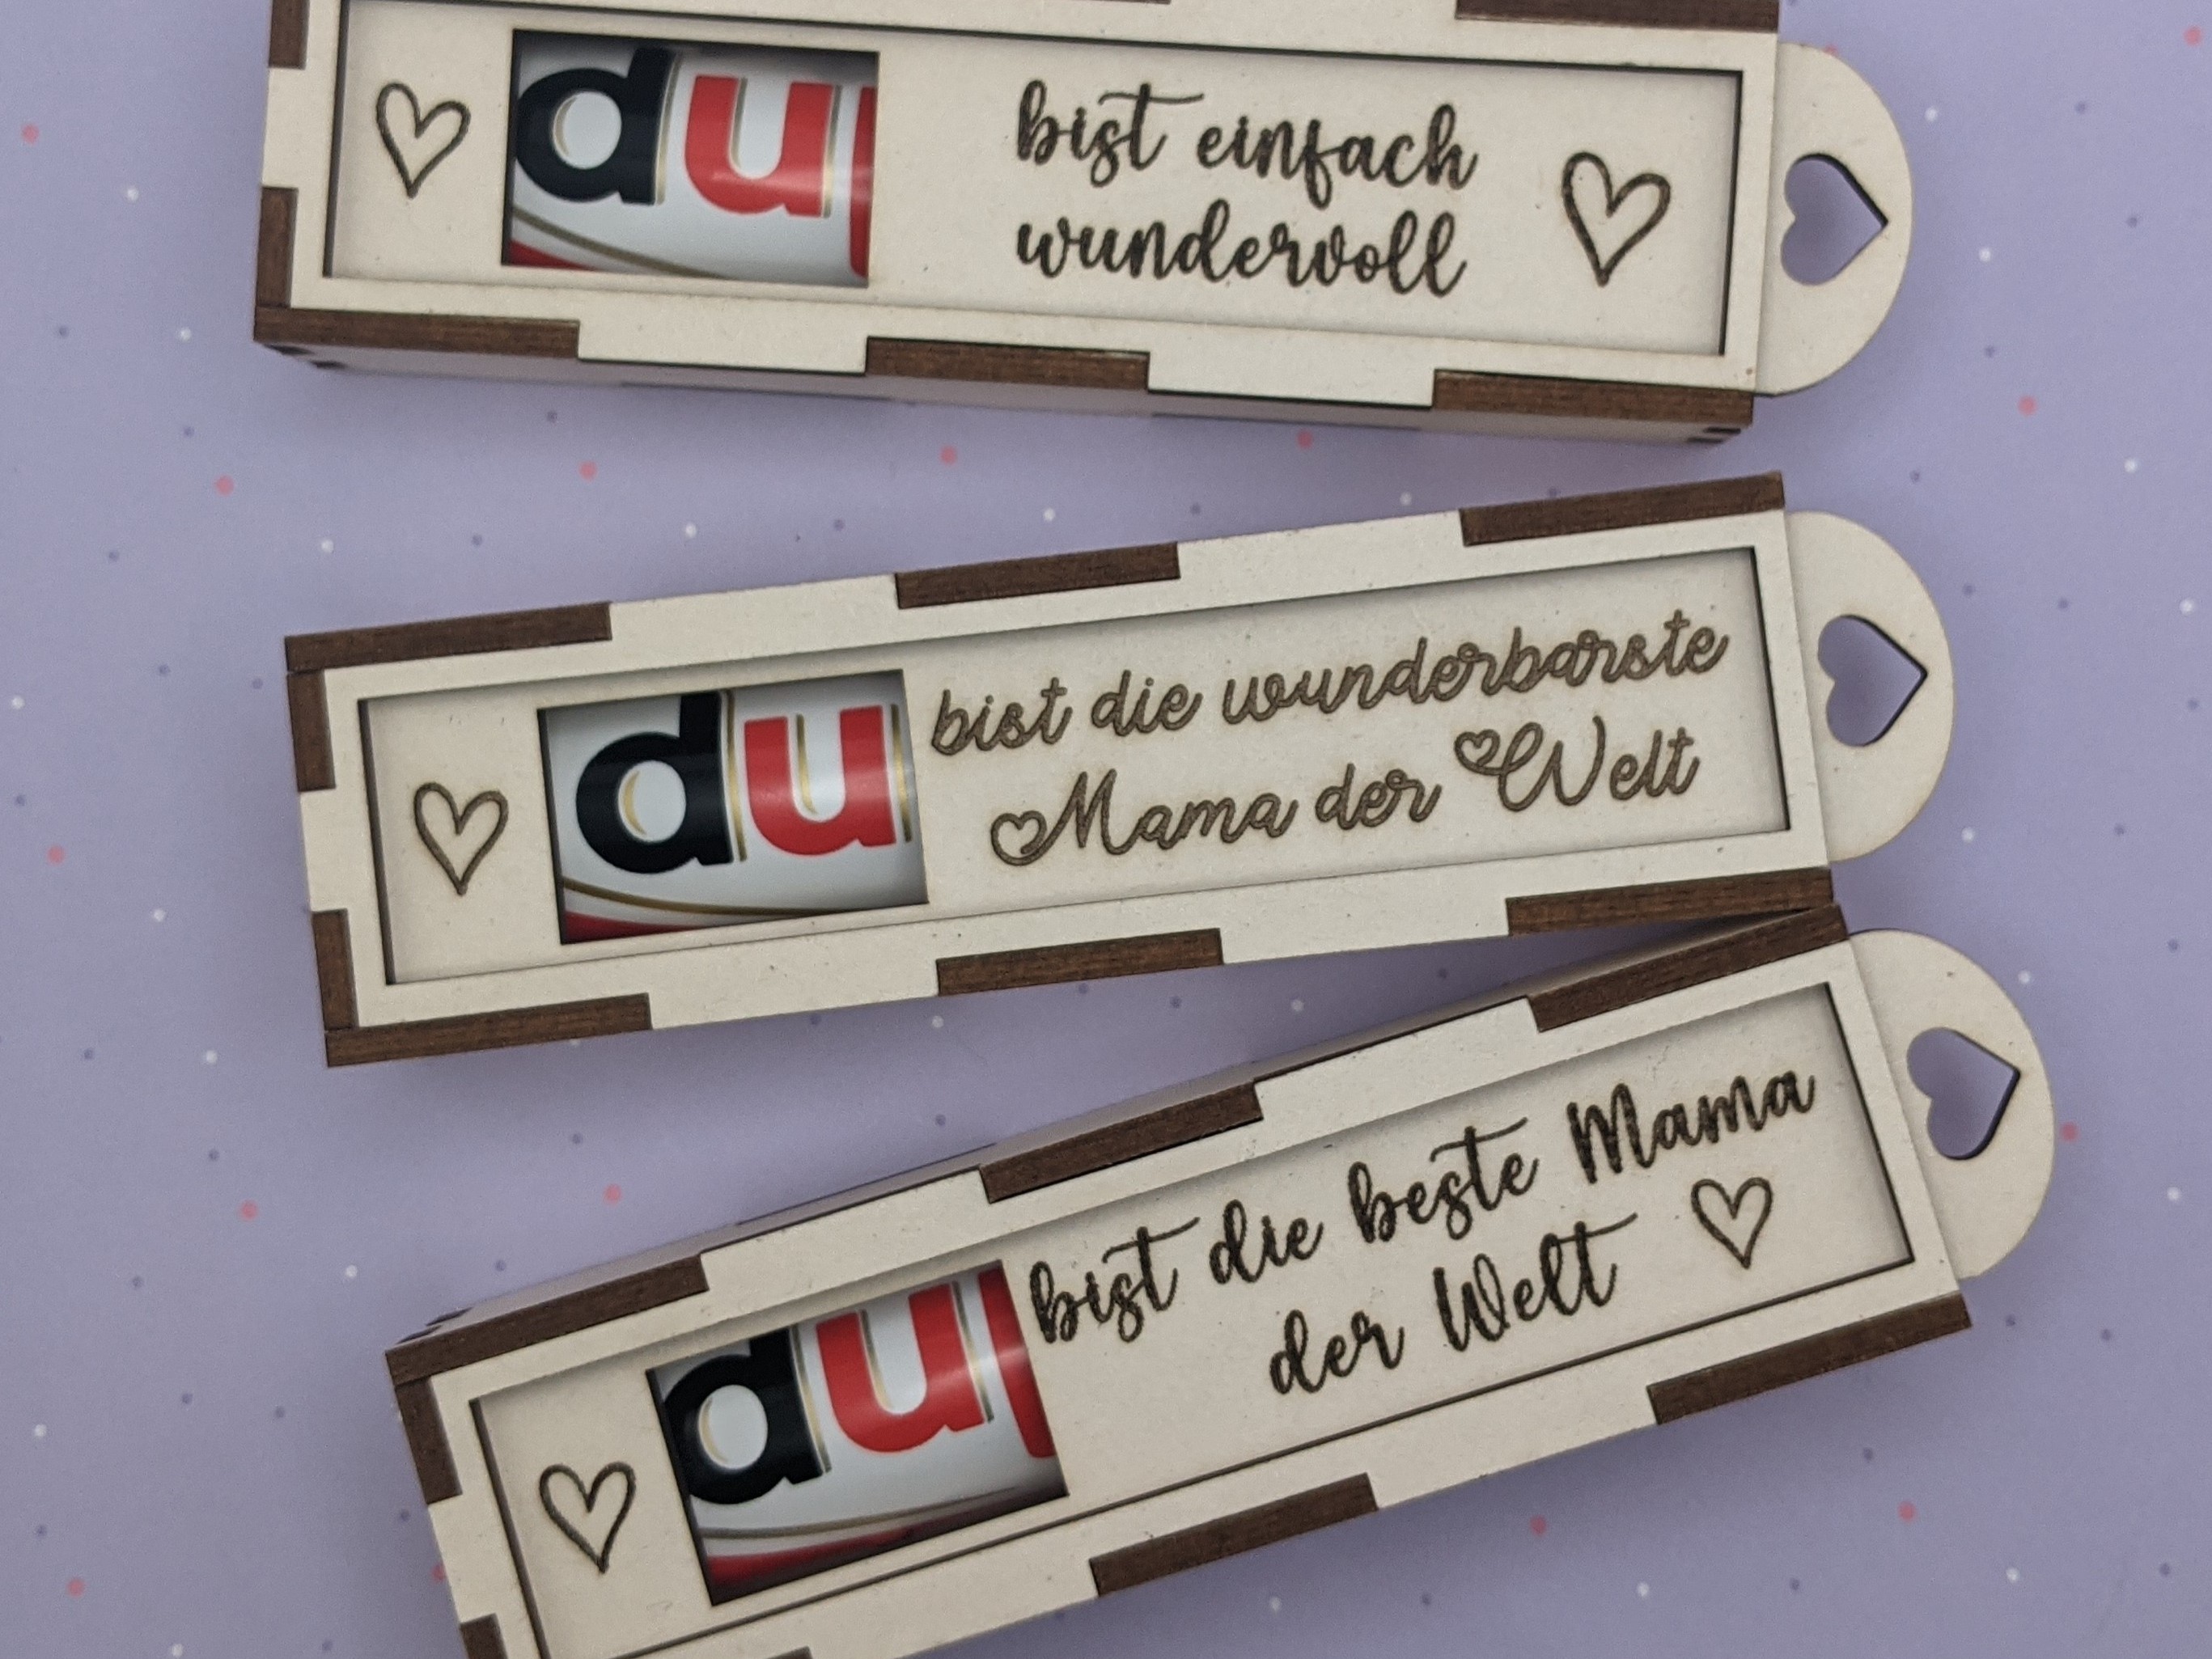 du
bist einfach
wundervoll
du
bist die wunderbarste
Mama der Welt
du
bist die beste Mama
der Welt